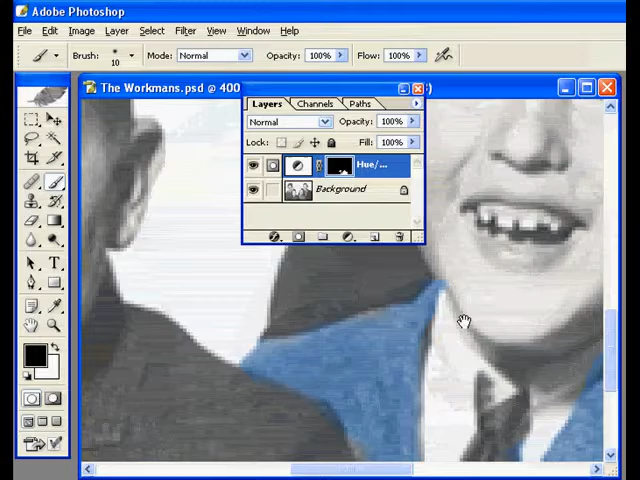 Adobe Photoshop
File Edit Image Layer Select Filter View Window Help
Brush: 10 Mode: Normal Opacity: 100% Flow: 100%
The Workmans.psd @ 400
Layers Channels Paths
Normal Opacity: 100%
Lock: Fill: 100%
Hue/...
Background